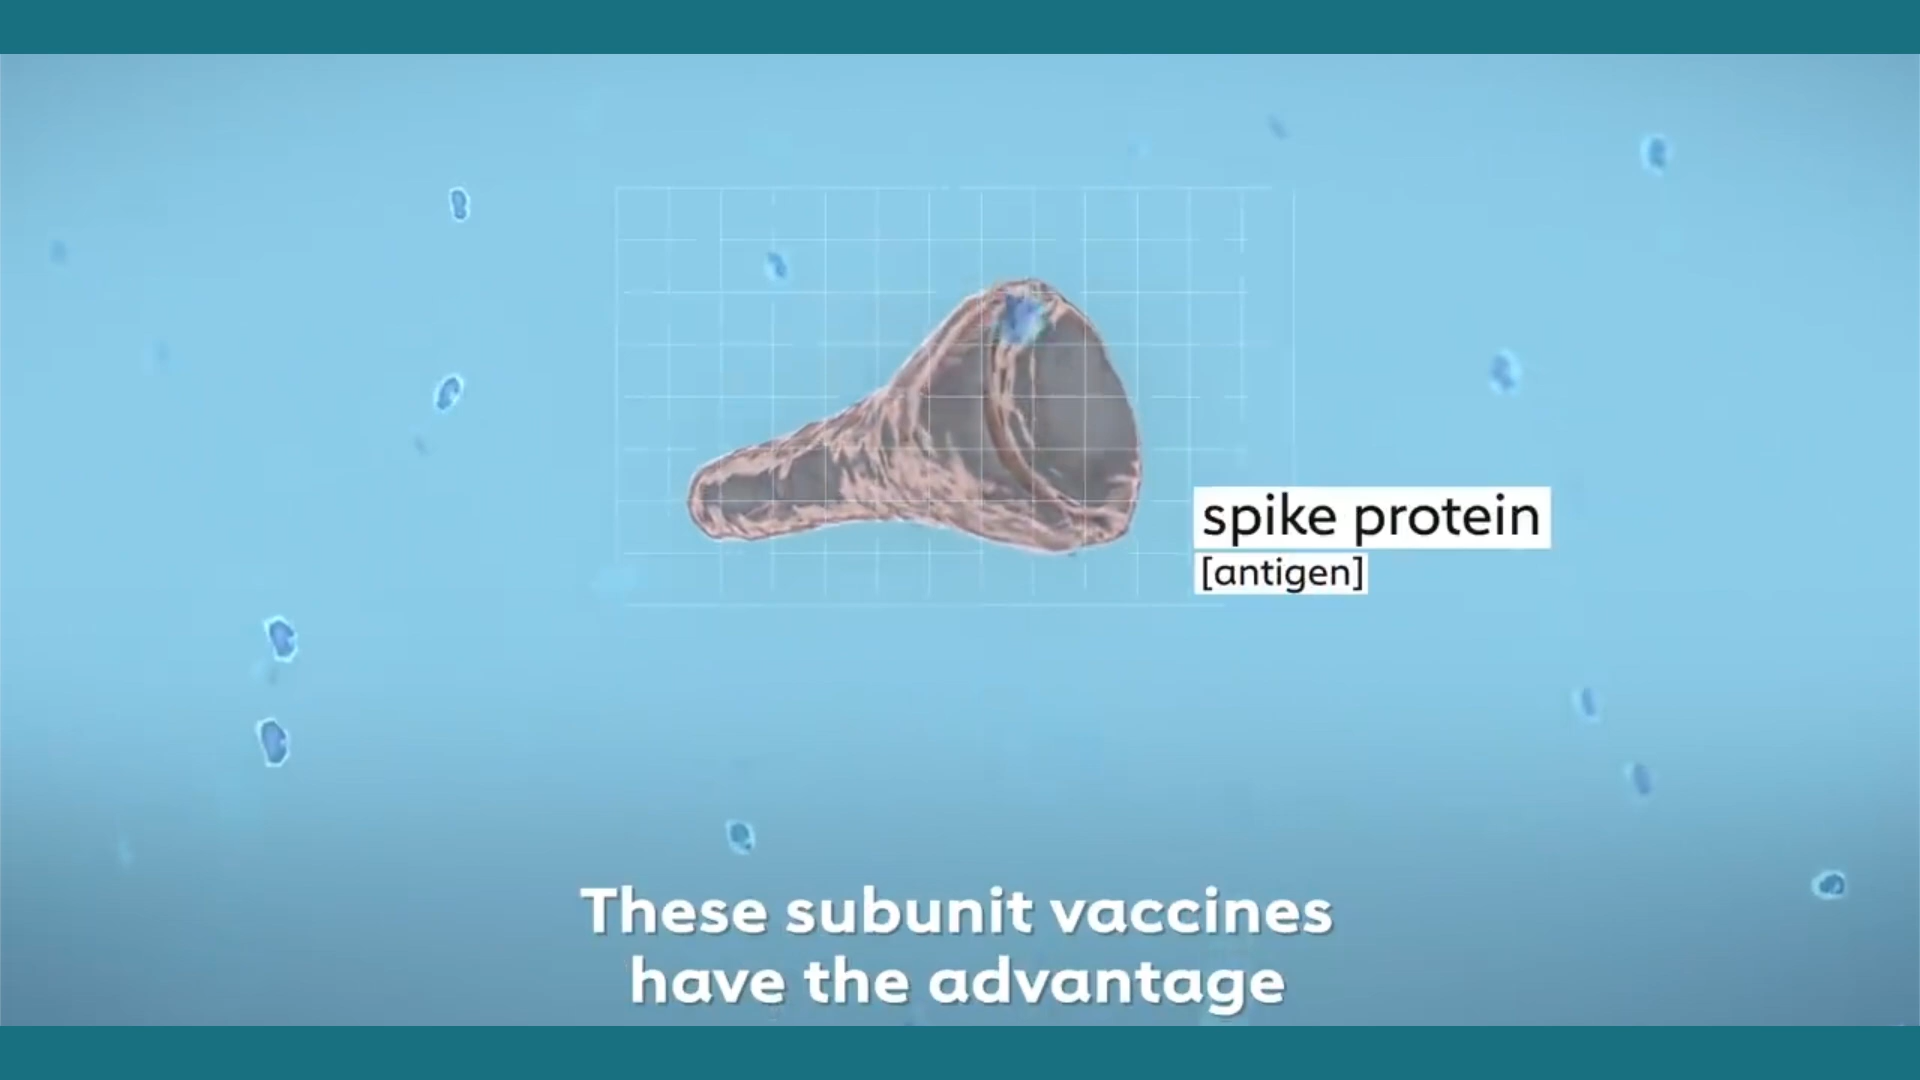 spike protein
[antigen]
These subunit vaccines
have the advantage